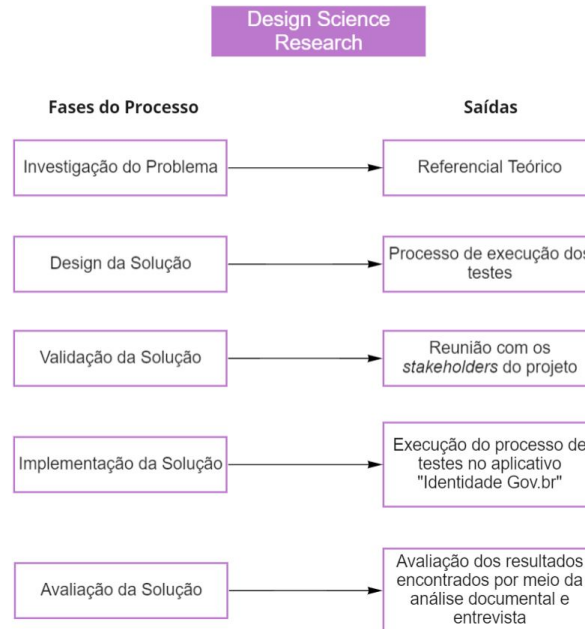 Design Science
Research
Fases do Processo
Saídas
Investigação do Problema
Referencial Teórico
Design da Solução
Processo de execução dos
testes
Validação da Solução
Reunião com os
stakeholders do projeto
Implementação da Solução
Execução do processo de
testes no aplicativo
"Identidade Gov.br"
Avaliação da Solução
Avaliação dos resultados
encontrados por meio da
análise documental e
entrevista